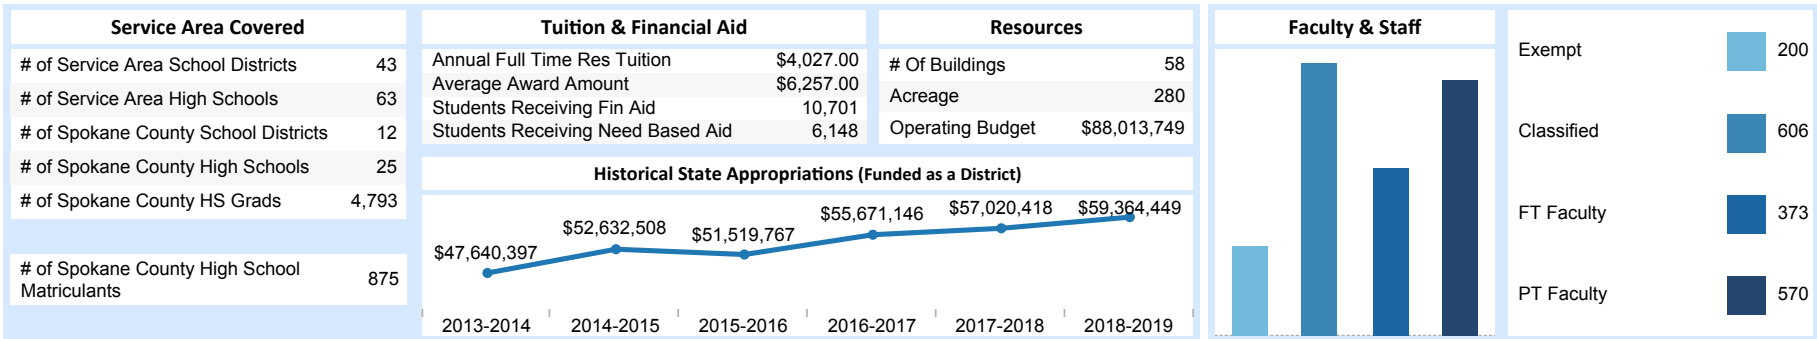 Service Area Covered
# of Service Area School Districts 43
# of Service Area High Schools 63
# of Spokane County School Districts 12
# of Spokane County High Schools 25
# of Spokane County HS Grads 4,793
# of Spokane County High School
Matriculants 875
Tuition & Financial Aid
Annual Full Time Res Tuition $4,027.00
Average Award Amount $6,257.00
Students Receiving Fin Aid 10,701
Students Receiving Need Based Aid 6,148
Resources
# Of Buildings 58
Acreage 280
Operating Budget $88,013,749
Historical State Appropriations (Funded as a District)
$47,640,397 $52,632,508 $51,519,767 $55,671,146 $57,020,418 $59,364,449
2013-2014 2014-2015 2015-2016 2016-2017 2017-2018 2018-2019
Faculty & Staff
Exempt 200
Classified 606
FT Faculty 373
PT Faculty 570